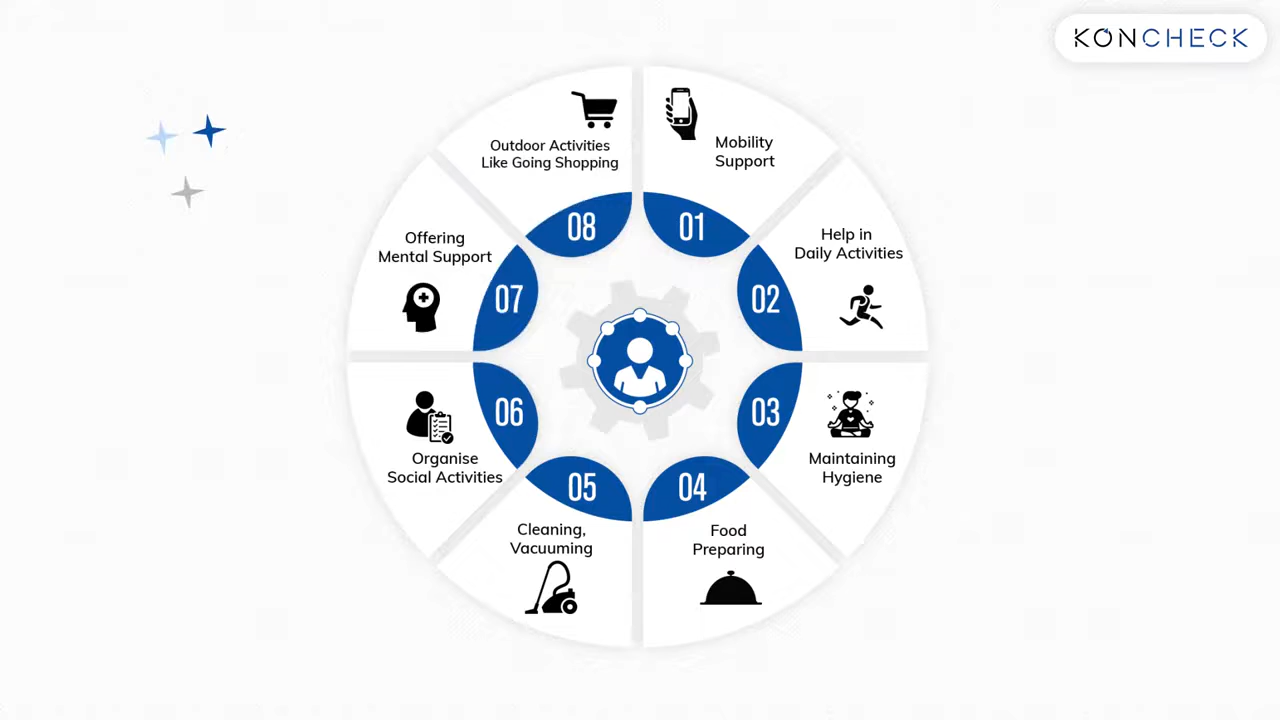 KONCHECK
01
Mobility
Support
02
Help in
Daily Activities
03
Maintaining
Hygiene
04
Food
Preparing
05
Cleaning,
Vacuuming
06
Organise
Social Activities
07
Offering
Mental Support
08
Outdoor Activities
Like Going Shopping